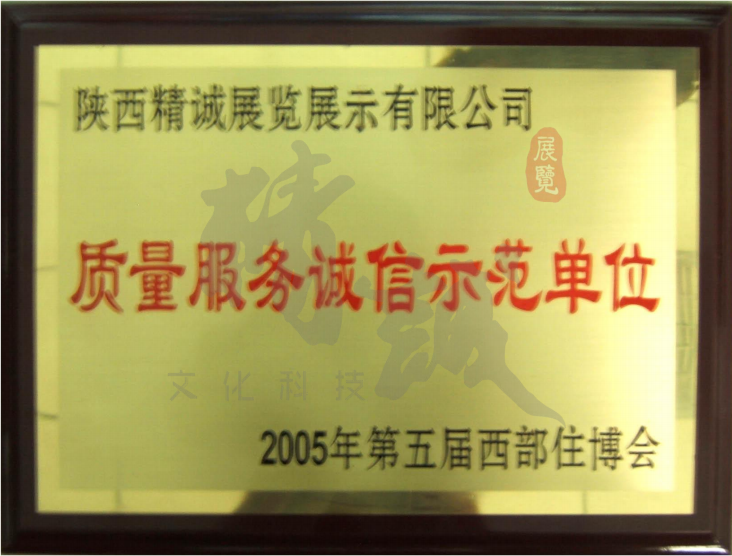 陕西精诚展览展示有限公司
展覽
精誠
质量服务诚信示范单位
文化科技
2005年第五届西部住博会